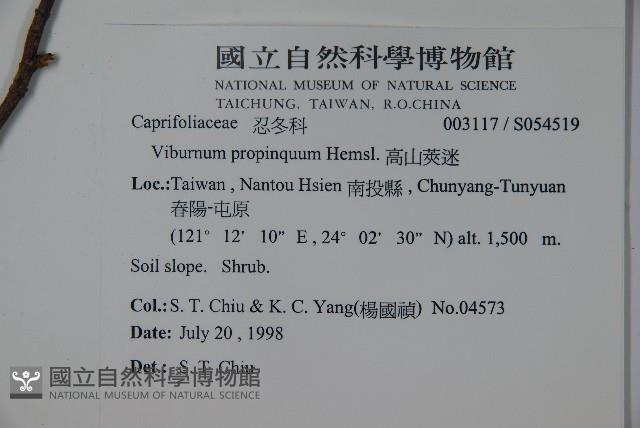 國立自然科學博物館
NATIONAL MUSEUM OF NATURAL SCIENCE
TAICHUNG, TAIWAN, R.O.CHINA
Caprifoliaceae 忍冬科 003117 / S054519
Viburnum propinquum Hemsl. 高山莢迷
Loc.:Taiwan , Nantou Hsien 南投縣 , Chunyang-Tunyuan
春陽-屯原
(121° 12' 10” E , 24° 02' 30” N) alt. 1,500 m.
Soil slope. Shrub.
Col.: S. T. Chiu & K. C. Yang(楊國禎) No.04573
Date: July 20 , 1998
Det.: S. T. Chiu
國立自然科學博物館
NATIONAL MUSEUM OF NATURAL SCIENCE